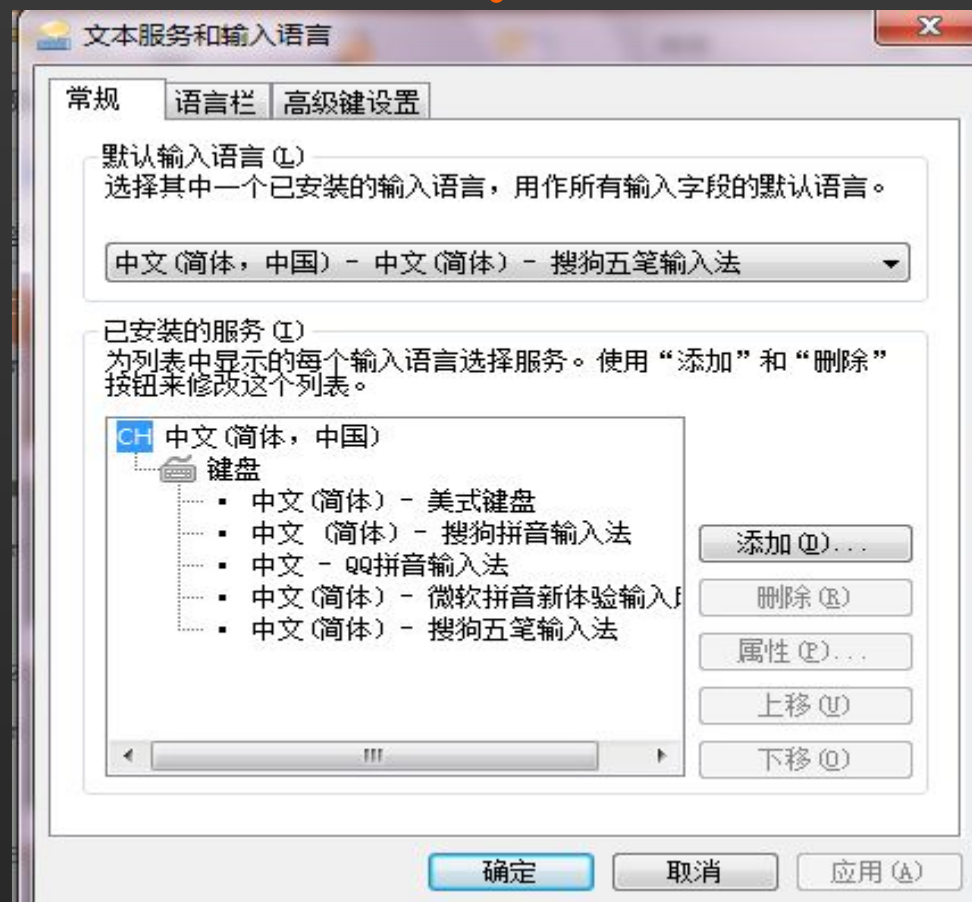 文本服务和输入语言
常规 语言栏 高级键设置
默认输入语言(L)
选择其中一个已安装的输入语言，用作所有输入字段的默认语言。
中文(简体，中国) - 中文(简体) - 搜狗五笔输入法
已安装的服务(I)
为列表中显示的每个输入语言选择服务。使用“添加”和“删除”
按钮来修改这个列表。
CH 中文(简体，中国)
键盘
中文(简体) - 美式键盘
中文 (简体) - 搜狗拼音输入法
中文 - QQ拼音输入法
中文(简体) - 微软拼音新体验输入
中文(简体) - 搜狗五笔输入法
添加(D)...
删除(R)
属性(P)...
上移(U)
下移(O)
确定 取消 应用(A)